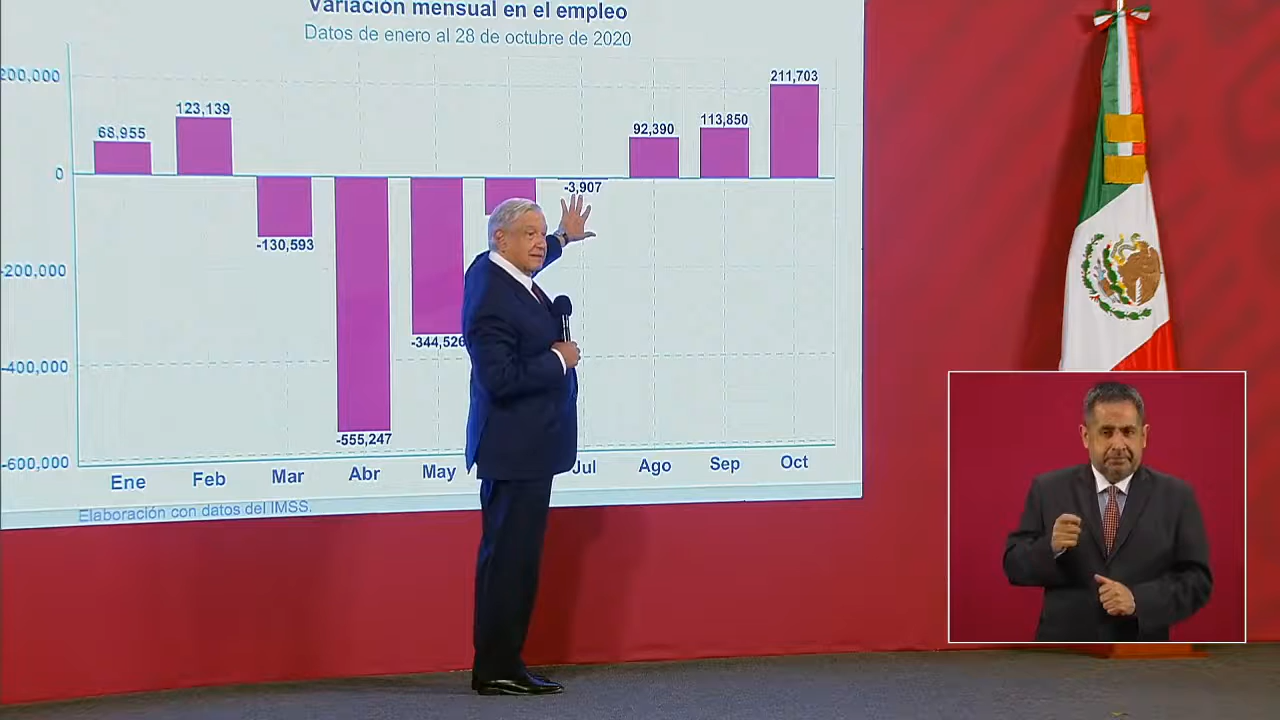 Variación mensual en el empleo
Datos de enero al 28 de octubre de 2020
200,000
0
-200,000
-400,000
-600,000
68,955
123,139
-130,593
-555,247
-344,526
-3,907
92,390
113,850
211,703
Ene
Feb
Mar
Abr
May
Jul
Ago
Sep
Oct
Elaboración con datos del IMSS.